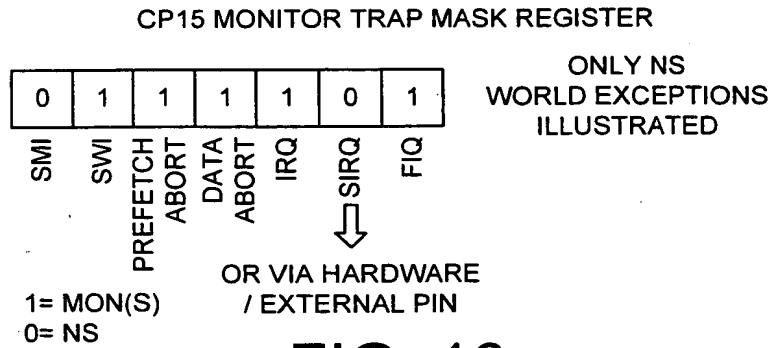 CP15 MONITOR TRAP MASK REGISTER
0 1 1 1 1 0 1
ONLY NS
WORLD EXCEPTIONS
ILLUSTRATED
SMI
SWI
PREFETCH
ABORT
DATA
ABORT
IRQ
SIRQ
FIQ
OR VIA HARDWARE
/ EXTERNAL PIN
1= MON(S)
0= NS